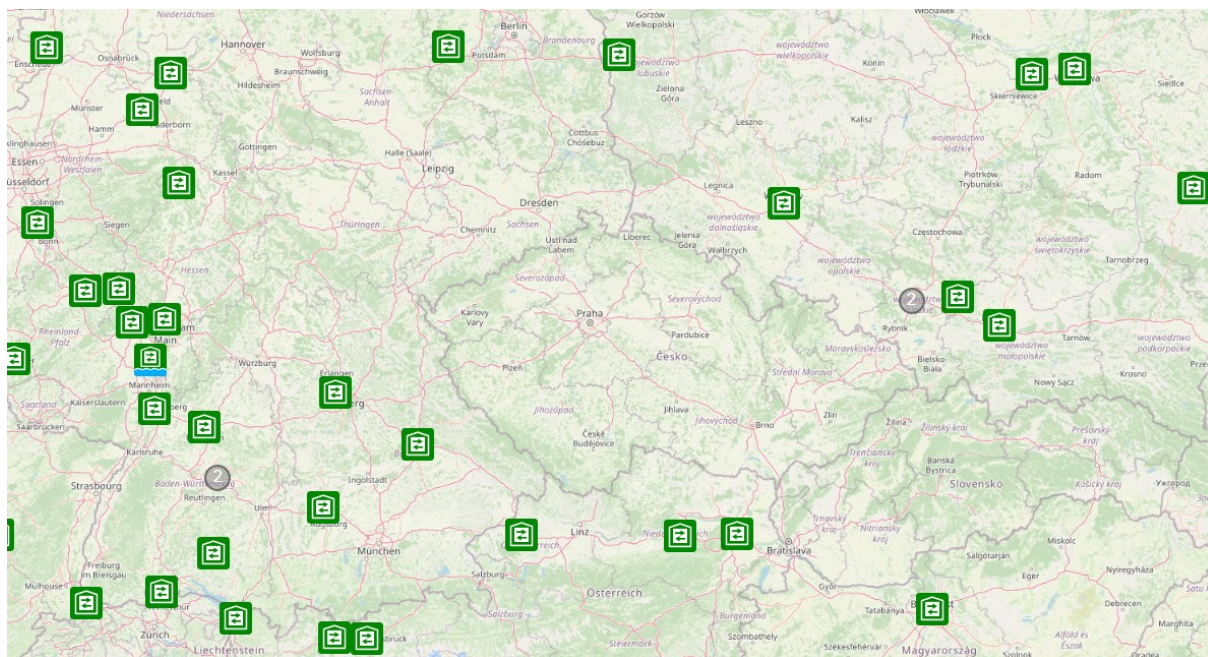 Niedersachsen
Osnabrück
Hannover
Wolfsburg
Braunschweig
Hildesheim
Berlin
Potsdam
Brandenburg
Gorzów
Wielkopolski
województwo
lubuskie
Zielona
Góra
województwo
wielkopolskie
Konin
Włocławek
Płock
Skierniewice
Siedlce
Münster
Hamm
Paderborn
Essen
Nordrhein-
Westfalen
Solingen
Bonn
Siegen
Göttingen
Kassel
Sachsen
Anhalt
Halle (Saale)
Leipzig
Cottbus
Chóśebuz
Dresden
Sachsen
Chemnitz
Thüringen
Hessen
Leszno
Kalisz
Legnica
województwo
dolnośląskie
Jelenia
Góra
Wałbrzych
województwo
łódzkie
Piotrków
Trybunalski
Radom
Częstochowa
województwo
świętokrzyskie
Tarnobrzeg
województwo
opolskie
Rybnik
Bielsko
Biała
województwo
małopolskie
Tarnów
województwo
podkarpackie
Krosno
Nowy Sącz
Ústí nad
Labem
Liberec
Severozápad
Karlovy
Vary
Praha
Severovýchod
Pardubice
Česko
Plzeň
Jihozápad
České
Budějovice
Jihlava
Jihovýchod
Brno
Střední Morava
Moravskoslezsko
Zlín
Žilina
Žilinský kraj
Trenčiansky
kraj
Banská
Bystrica
Slovensko
Prešovský
kraj
Košický kraj
Ужгород
Trnavský
kraj
Nitriansky
kraj
Bratislava
Rheinland-
Pfalz
Main
Würzburg
Mannheim
Kaiserslautern
Saarland
Saarbrücken
Karlsruhe
Erlangen
Strasbourg
Reutlingen
Ulm
Augsburg
Ingolstadt
München
Freiburg
im Breisgau
Mulhouse
Zürich
Liechtenstein
Salzburg
Salzburg
Linz
Österreich
Steiermark
Burgenland
Szombathely
Győr
Tatabánya
Székesfehérvár
Magyarország
Salgótarján
Eger
Miskolc
Nyíregyháza
Debrecen
Szolnok
Alföld és
Észak
Oradea
Marghita
2
2